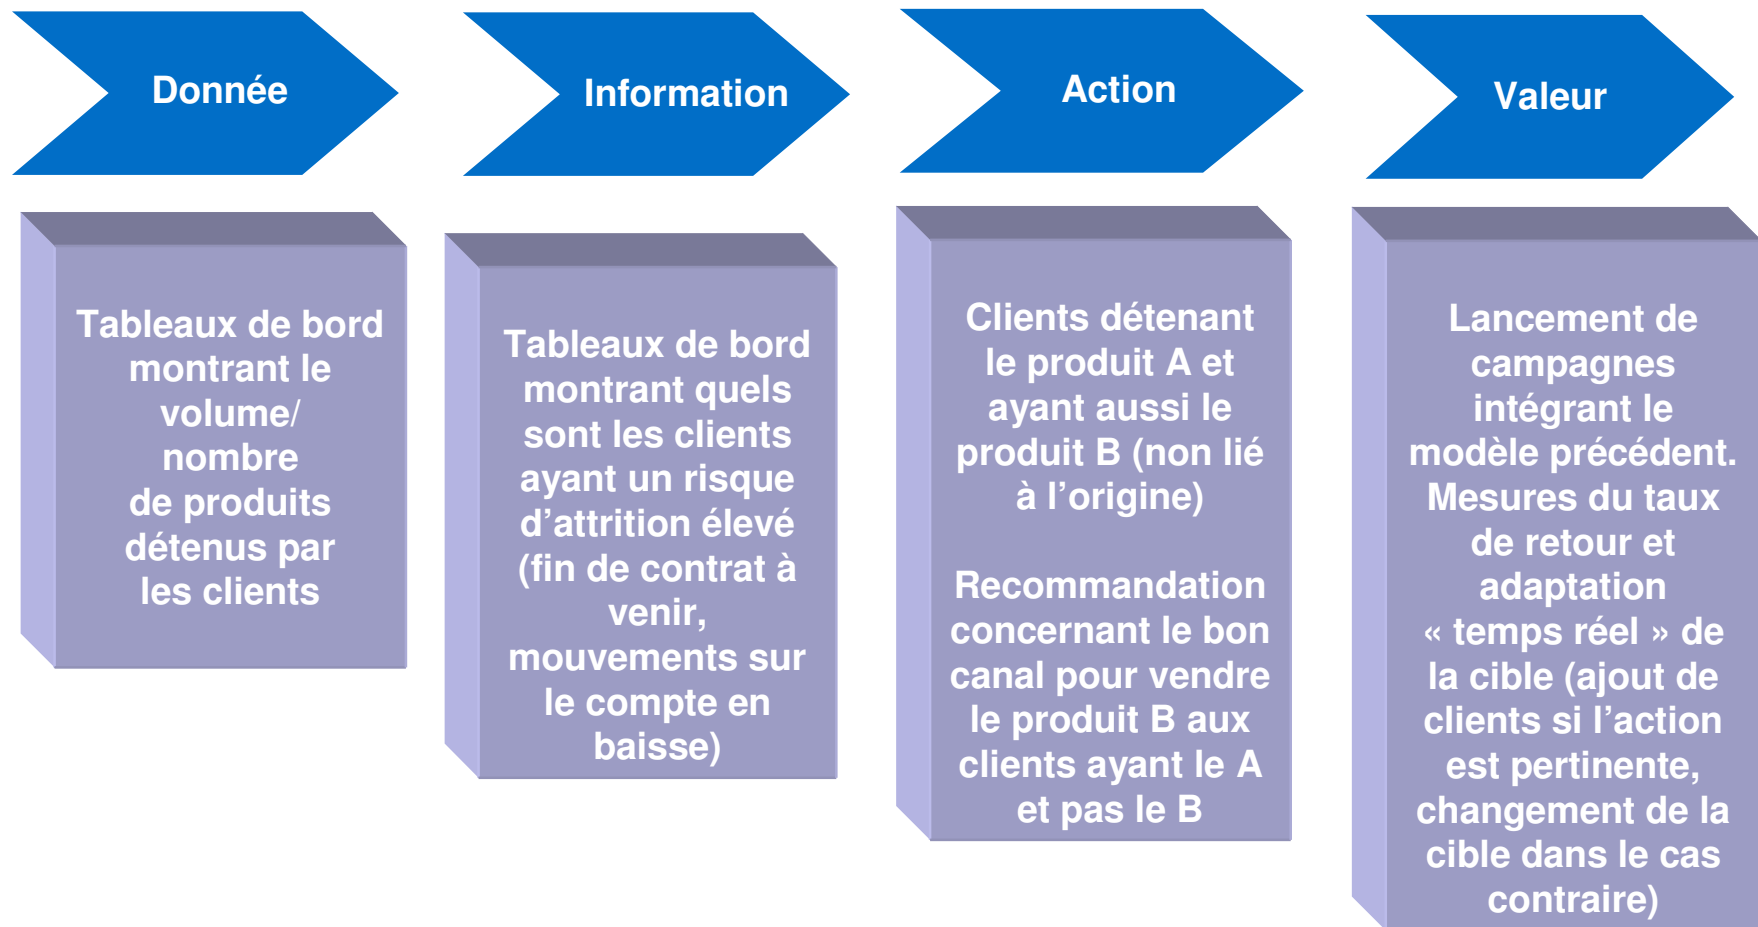 Donnée
Information
Action
Valeur
Tableaux de bord
montrant le
volume/
nombre
de produits
détenus par
les clients
Tableaux de bord
montrant quels
sont les clients
ayant un risque
d’attrition élevé
(fin de contrat à
venir,
mouvements sur
le compte en
baisse)
Clients détenant
le produit A et
ayant aussi le
produit B (non lié
à l’origine)
Recommandation
concernant le bon
canal pour vendre
le produit B aux
clients ayant le A
et pas le B
Lancement de
campagnes
intégrant le
modèle précédent.
Mesures du taux
de retour et
adaptation
« temps réel » de
la cible (ajout de
clients si l’action
est pertinente,
changement de la
cible dans le cas
contraire)